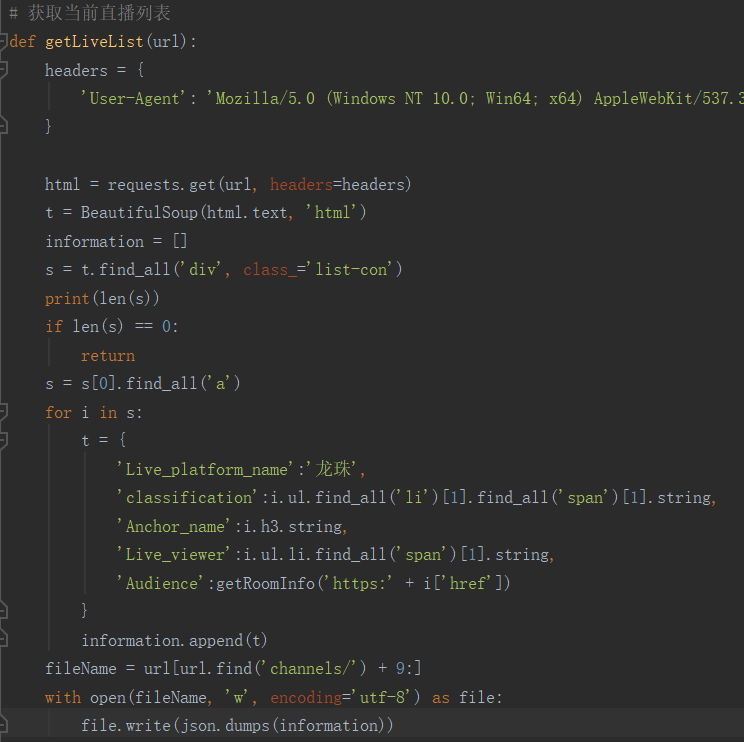 # 获取当前直播列表
def getLiveList(url):
    headers = {
        'User-Agent': 'Mozilla/5.0 (Windows NT 10.0; Win64; x64) AppleWebKit/537.3
    }
    html = requests.get(url, headers=headers)
    t = BeautifulSoup(html.text, 'html')
    information = []
    s = t.find_all('div', class_='list-con')
    print(len(s))
    if len(s) == 0:
        return
    s = s[0].find_all('a')
    for i in s:
        t = {
            'Live_platform_name':'龙珠',
            'classification':i.ul.find_all('li')[1].find_all('span')[1].string,
            'Anchor_name':i.h3.string,
            'Live_viewer':i.ul.li.find_all('span')[1].string,
            'Audience':getRoomInfo('https:' + i['href'])
        }
        information.append(t)
    fileName = url[url.find('channels/') + 9:]
    with open(fileName, 'w', encoding='utf-8') as file:
        file.write(json.dumps(information))